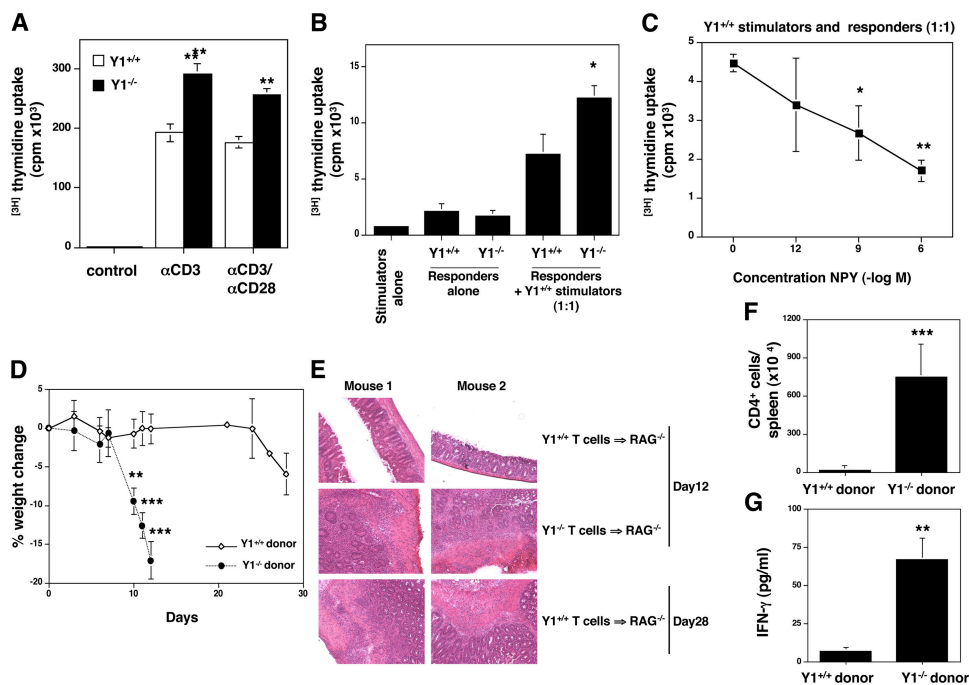 A
[3H] thymidine uptake
(cpm x10³)
300
200
100
0
Y1+/+
Y1-/-
**
**
**
control
αCD3
αCD3/
αCD28
B
[3H] thymidine uptake
(cpm x10³)
15
10
5
0
*
Y1+/+
Y1-/-
Y1+/+
Y1-/-
Stimulators
alone
Responders
alone
Responders
+ Y1+/+ stimulators
(1:1)
C
Y1+/+ stimulators and responders (1:1)
[3H] thymidine uptake
(cpm x10³)
5
4
3
2
1
0
*
**
0
12
9
6
Concentration NPY (-log M)
D
% weight change
5
0
-5
-10
-15
-20
**
***
***
Y1+/+ donor
Y1-/- donor
0
10
20
30
Days
E
Mouse 1
Mouse 2
Y1+/+ T cells ⇒ RAG-/-
Day12
Y1-/- T cells ⇒ RAG-/-
Y1+/+ T cells ⇒ RAG-/-
Day28
F
CD4+ cells/
spleen (x10 4)
1200
900
600
300
0
***
Y1+/+ donor
Y1-/- donor
G
IFN-γ (pg/ml)
100
75
50
25
0
**
Y1+/+ donor
Y1-/- donor